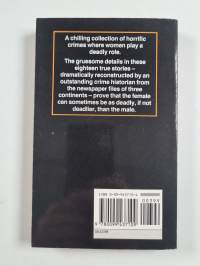 A chilling collection of horrific
crimes where women play a
deadly role.
The gruesome details in these
eighteen true stories –
dramatically reconstructed by an
outstanding crime historian from
the newspaper files of three
continents – prove that the female
can sometimes be as deadly, if not
deadlier, than the male.
ISBN
00399